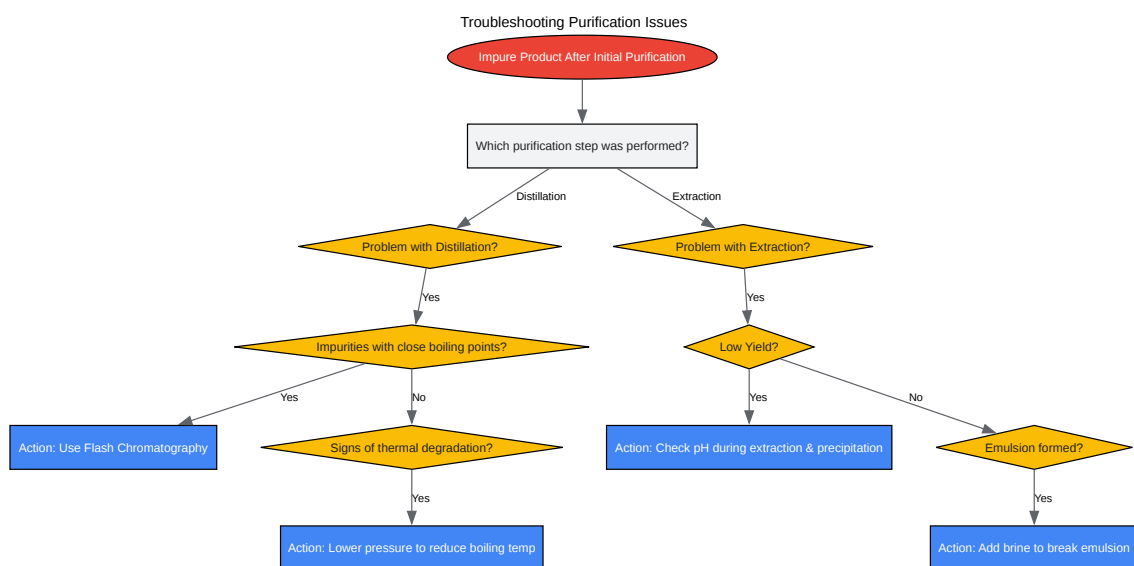 Troubleshooting Purification Issues
Impure Product After Initial Purification
Which purification step was performed?
Distillation
Extraction
Problem with Distillation?
Problem with Extraction?
Yes
Yes
Impurities with close boiling points?
Low Yield?
Yes
No
Yes
No
Action: Use Flash Chromatography
Signs of thermal degradation?
Action: Check pH during extraction & precipitation
Emulsion formed?
Yes
Yes
Action: Lower pressure to reduce boiling temp
Action: Add brine to break emulsion